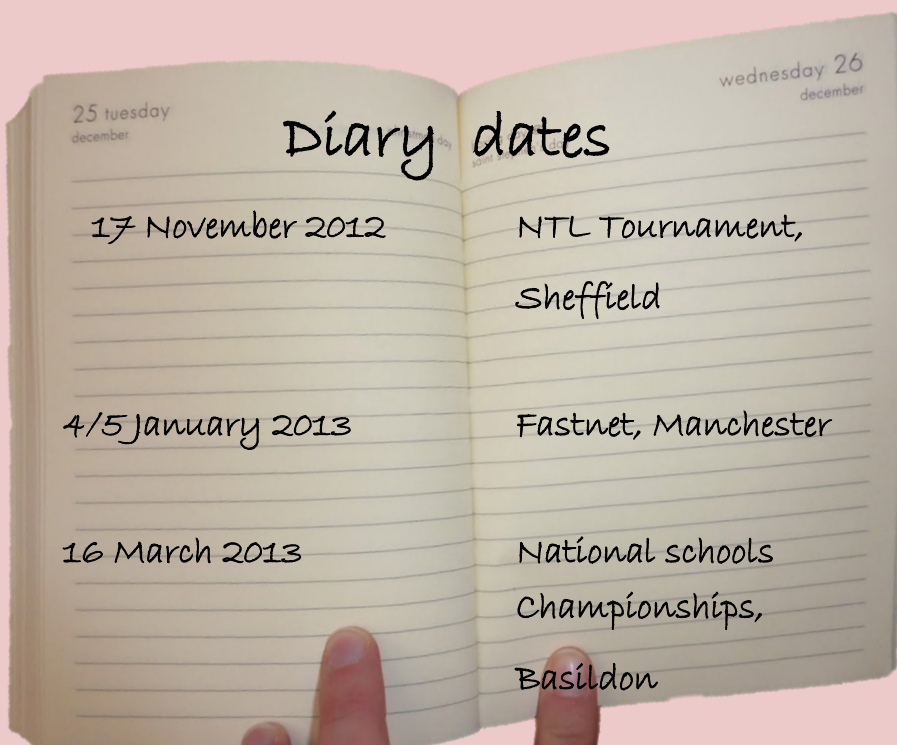 25 tuesday
december
wednesday 26
december
Diary dates
17 November 2012
NTL Tournament,
Sheffield
4/5 January 2013
Fastnet, Manchester
16 March 2013
National schools
Championships,
Basildon